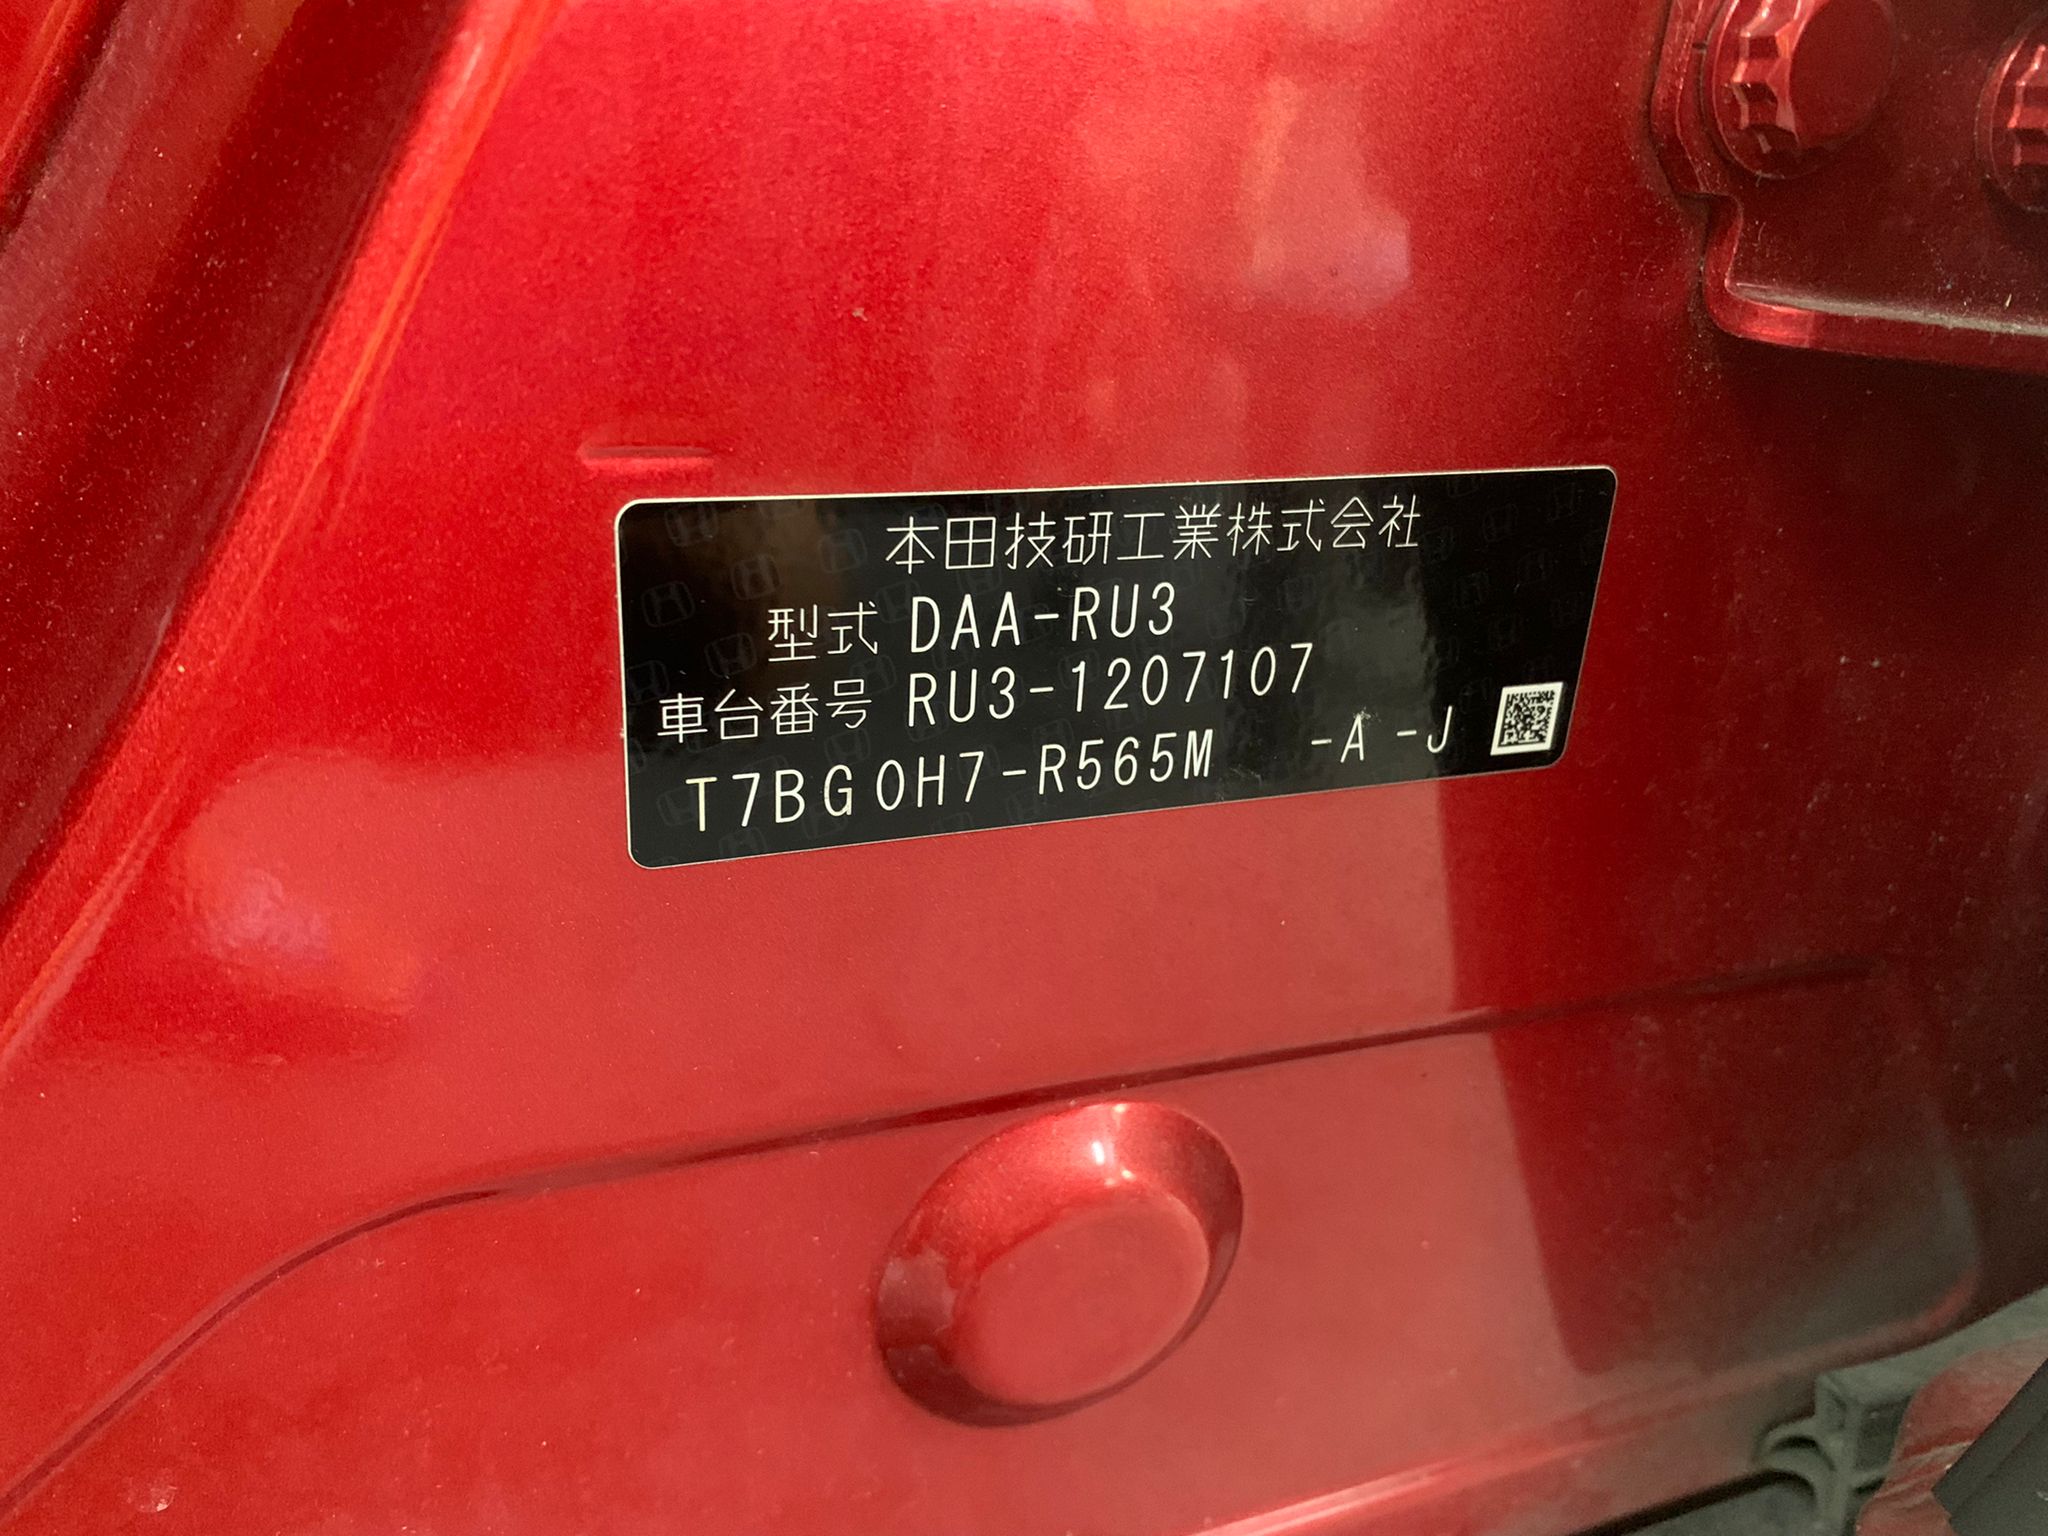 本田技研工業株式会社
型式 DAA-RU3
車台番号 RU3-1207107
T7BG0H7-R565M -A -J